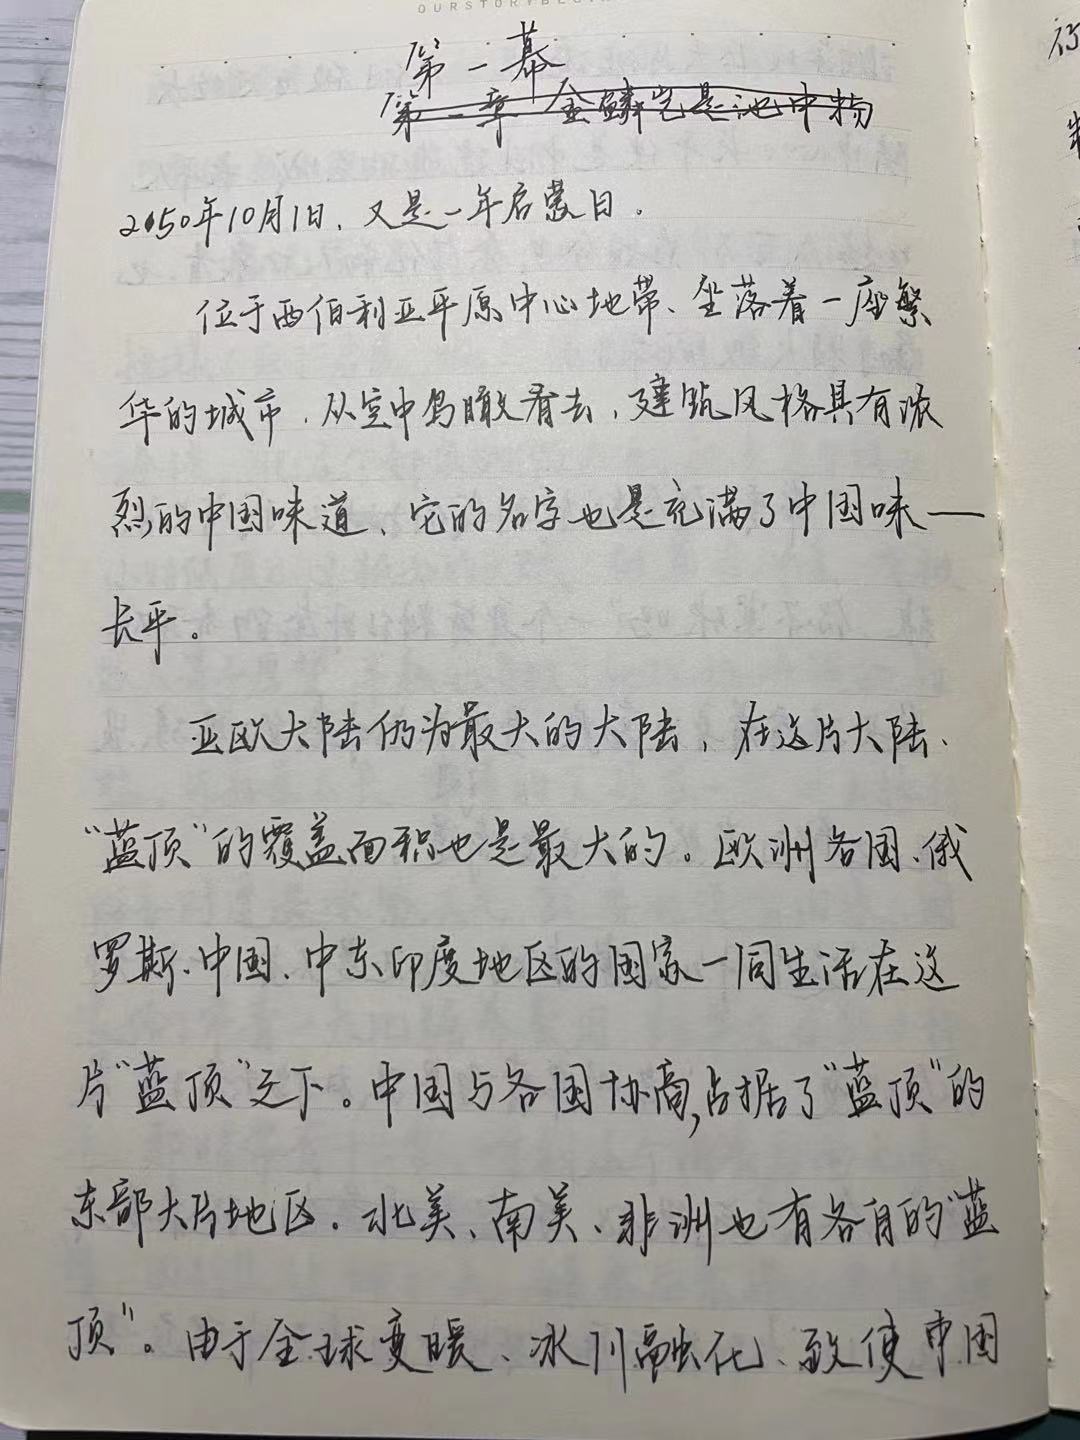 OURSTORYBEGIN
第一幕
第一章 金鳞岂是池中物
2050年10月1日，又是一年启蒙日。
位于西伯利亚平原中心地带、坐落着一座繁
华的城市，从空中鸟瞰看去，建筑风格具有浓
烈的中国味道、它的名字也是充满了中国味——
长平。
亚欧大陆仍为最大的大陆，在这片大陆、
“蓝顶”的覆盖面积也是最大的。欧洲各国、俄
罗斯、中国、中东印度地区的国家一同生活在这
片“蓝顶”之下。中国与各国协商，占据了“蓝顶”的
东部大片地区。北美、南美、非洲也有各自的“蓝
顶”。由于全球变暖、冰川融化、致使中国